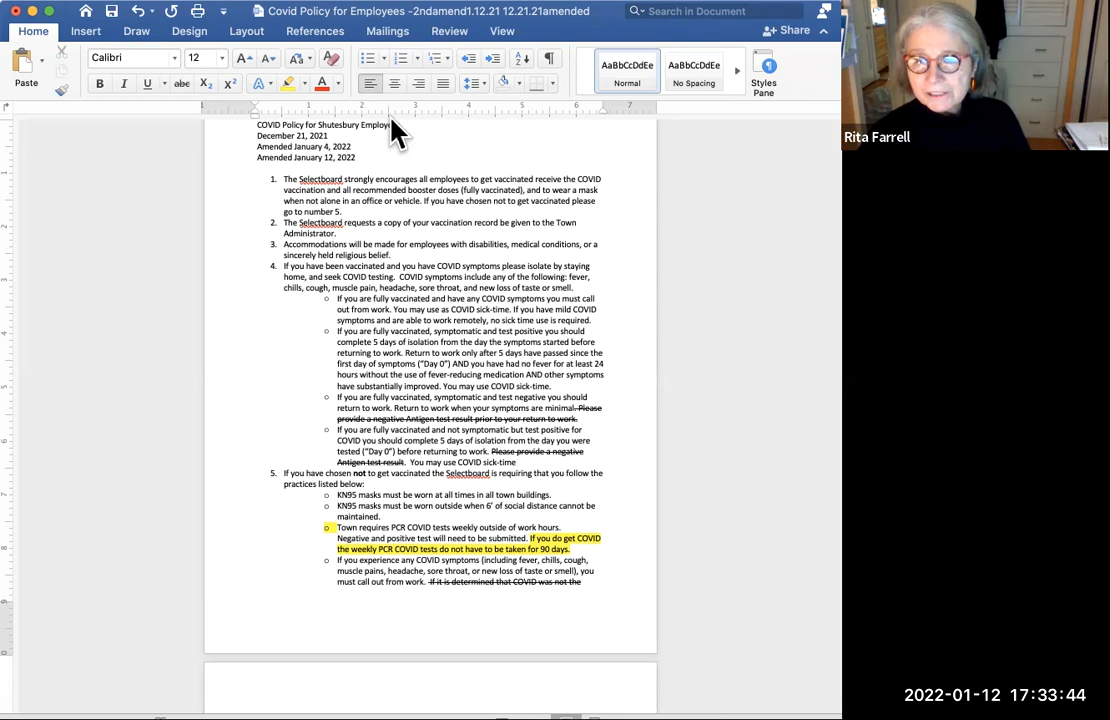 Covid Policy for Employees -2ndamend1.12.21 12.21.21amended
Search in Document
Home Insert Draw Design Layout References Mailings Review View
Share
Paste
Calibri 12
AaBbCcDdEe AaBbCcDdEe
Normal No Spacing
Styles
Pane
1 1 2 3 4 5 6 7
COVID Policy for Shutesbury Employe
December 21, 2021
Amended January 4, 2022
Amended January 12, 2022
1. The Selectboard strongly encourages all employees to get vaccinated receive the COVID
vaccination and all recommended booster doses (fully vaccinated), and to wear a mask
when not alone in an office or vehicle. If you have chosen not to get vaccinated please
go to number 5.
2. The Selectboard requests a copy of your vaccination record be given to the Town
Administrator.
3. Accommodations will be made for employees with disabilities, medical conditions, or a
sincerely held religious belief.
4. If you have been vaccinated and you have COVID symptoms please isolate by staying
home, and seek COVID testing. COVID symptoms include any of the following: fever,
chills, cough, muscle pain, headache, sore throat, and new loss of taste or smell.
o If you are fully vaccinated and have any COVID symptoms you must call
out from work. You may use as COVID sick-time. If you have mild COVID
symptoms and are able to work remotely, no sick time use is required.
o If you are fully vaccinated, symptomatic and test positive you should
complete 5 days of isolation from the day the symptoms started before
returning to work. Return to work only after 5 days have passed since the
first day of symptoms ("Day 0") AND you have had no fever for at least 24
hours without the use of fever-reducing medication AND other symptoms
have substantially improved. You may use COVID sick-time.
o If you are fully vaccinated, symptomatic and test negative you should
return to work. Return to work when your symptoms are minimal. Please
provide a negative Antigen test result prior to your return to work.
o If you are fully vaccinated and not symptomatic but test positive for
COVID you should complete 5 days of isolation from the day you were
tested ("Day 0") before returning to work. Please provide a negative
Antigen test result. You may use COVID sick-time
5. If you have chosen not to get vaccinated the Selectboard is requiring that you follow the
practices listed below:
o KN95 masks must be worn at all times in all town buildings.
o KN95 masks must be worn outside when 6' of social distance cannot be
maintained.
o Town requires PCR COVID tests weekly outside of work hours.
Negative and positive test will need to be submitted. If you do get COVID
the weekly PCR COVID tests do not have to be taken for 90 days.
o If you experience any COVID symptoms (including fever, chills, cough,
muscle pains, headache, sore throat, or new loss of taste or smell), you
must call out from work. If it is determined that COVID was not the
Rita Farrell
2022-01-12 17:33:44